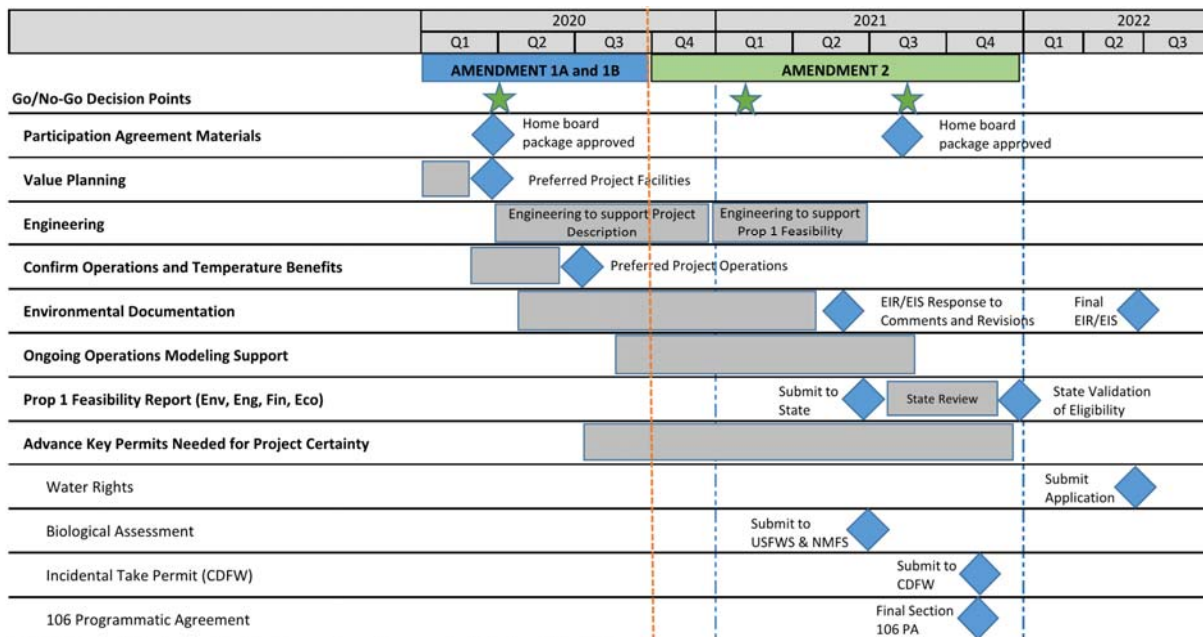 2020 2021 2022
Q1 Q2 Q3 Q4 Q1 Q2 Q3 Q4 Q1 Q2 Q3
AMENDMENT 1A and 1B AMENDMENT 2
Go/No-Go Decision Points
Participation Agreement Materials
Home board
package approved
Home board
package approved
Value Planning
Preferred Project Facilities
Engineering
Engineering to support Project
Description
Engineering to support
Prop 1 Feasibility
Confirm Operations and Temperature Benefits
Preferred Project Operations
Environmental Documentation
EIR/EIS Response to
Comments and Revisions
Final
EIR/EIS
Ongoing Operations Modeling Support
Prop 1 Feasibility Report (Env, Eng, Fin, Eco)
Submit to
State
State Review
State Validation
of Eligibility
Advance Key Permits Needed for Project Certainty
Water Rights
Submit
Application
Biological Assessment
Submit to
USFWS & NMFS
Incidental Take Permit (CDFW)
Submit to
CDFW
106 Programmatic Agreement
Final Section
106 PA